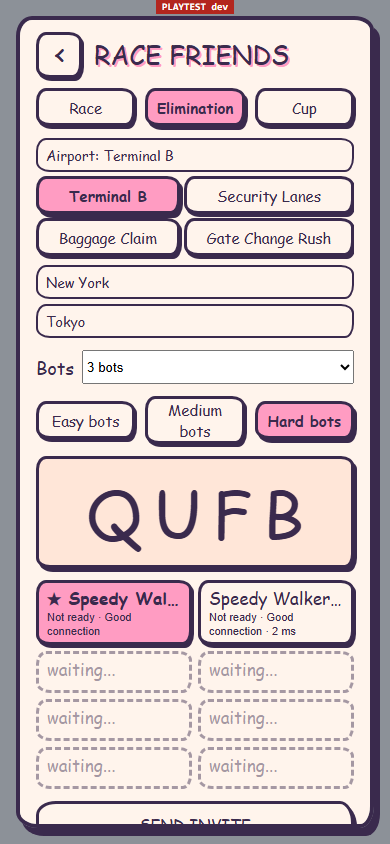 PLAYTEST dev
RACE FRIENDS
Race
Elimination
Cup
Airport: Terminal B
Terminal B
Security Lanes
Baggage Claim
Gate Change Rush
New York
Tokyo
Bots
3 bots
Easy bots
Medium
bots
Hard bots
QUFB
★ Speedy Wal...
Not ready · Good
connection
Speedy Walker...
Not ready · Good
connection · 2 ms
waiting...
waiting...
waiting...
waiting...
waiting...
waiting...
SEND INVITE